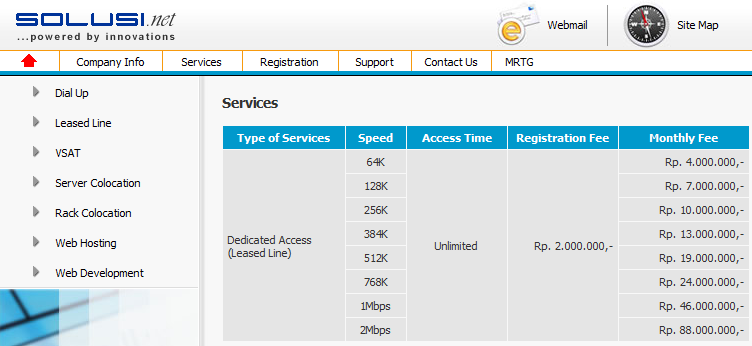 SOLUSI.net
...powered by innovations
Webmail
Site Map
Company Info
Services
Registration
Support
Contact Us
MRTG
Dial Up
Leased Line
VSAT
Server Colocation
Rack Colocation
Web Hosting
Web Development
Services
Type of Services Speed Access Time Registration Fee Monthly Fee
Dedicated Access
(Leased Line)
64K Rp. 4.000.000,-
128K Rp. 7.000.000,-
256K Rp. 10.000.000,-
384K Rp. 13.000.000,-
Unlimited Rp. 2.000.000,-
512K Rp. 19.000.000,-
768K Rp. 24.000.000,-
1Mbps Rp. 46.000.000,-
2Mbps Rp. 88.000.000,-